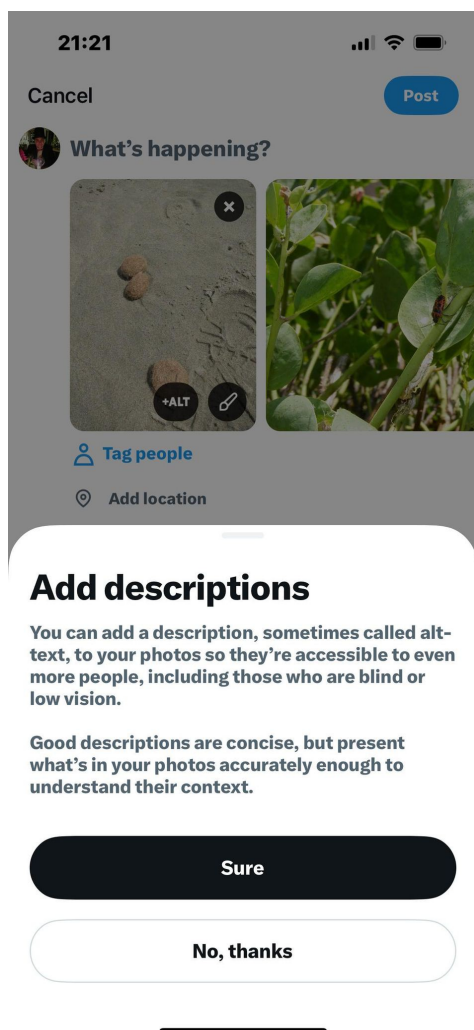 21:21
Cancel
Post
What’s happening?
+ALT
Tag people
Add location
Add descriptions
You can add a description, sometimes called alt-
text, to your photos so they’re accessible to even
more people, including those who are blind or
low vision.
Good descriptions are concise, but present
what’s in your photos accurately enough to
understand their context.
Sure
No, thanks